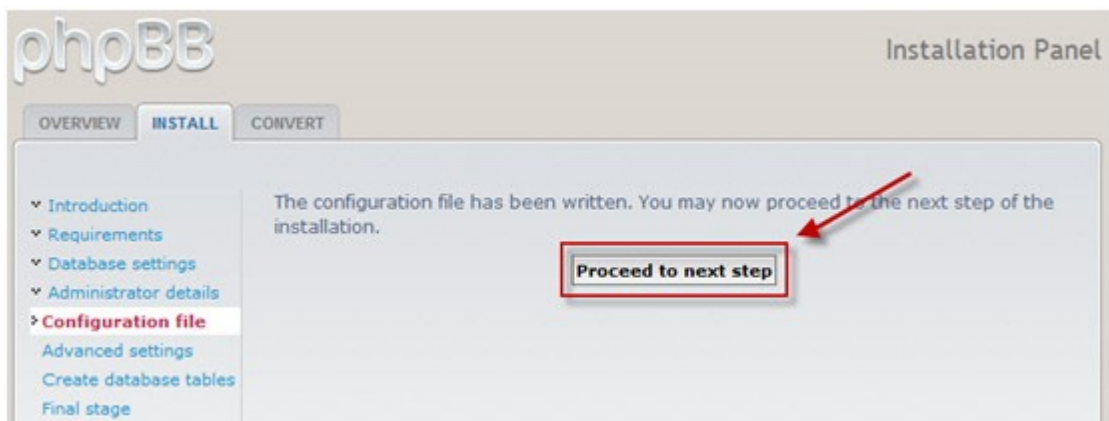 phpBB
Installation Panel
OVERVIEW INSTALL CONVERT
Introduction
Requirements
Database settings
Administrator details
Configuration file
Advanced settings
Create database tables
Final stage
The configuration file has been written. You may now proceed to the next step of the
installation.
Proceed to next step